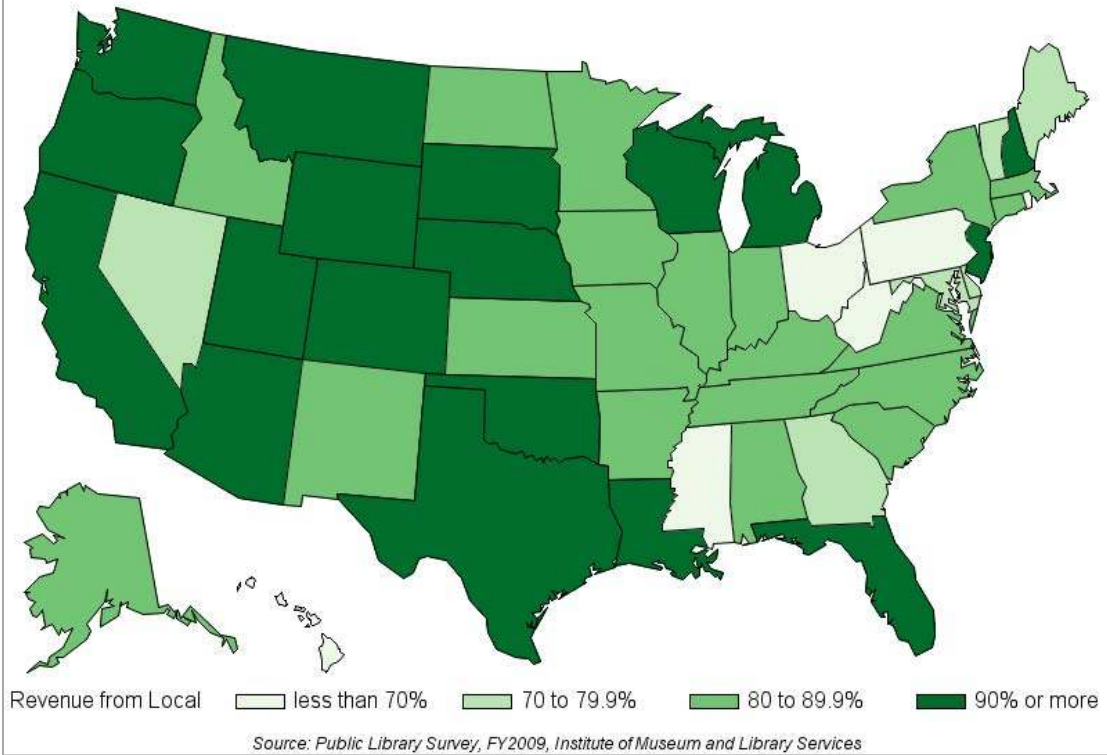 Revenue from Local less than 70% 70 to 79.9% 80 to 89.9% 90% or more
Source: Public Library Survey, FY2009, Institute of Museum and Library Services